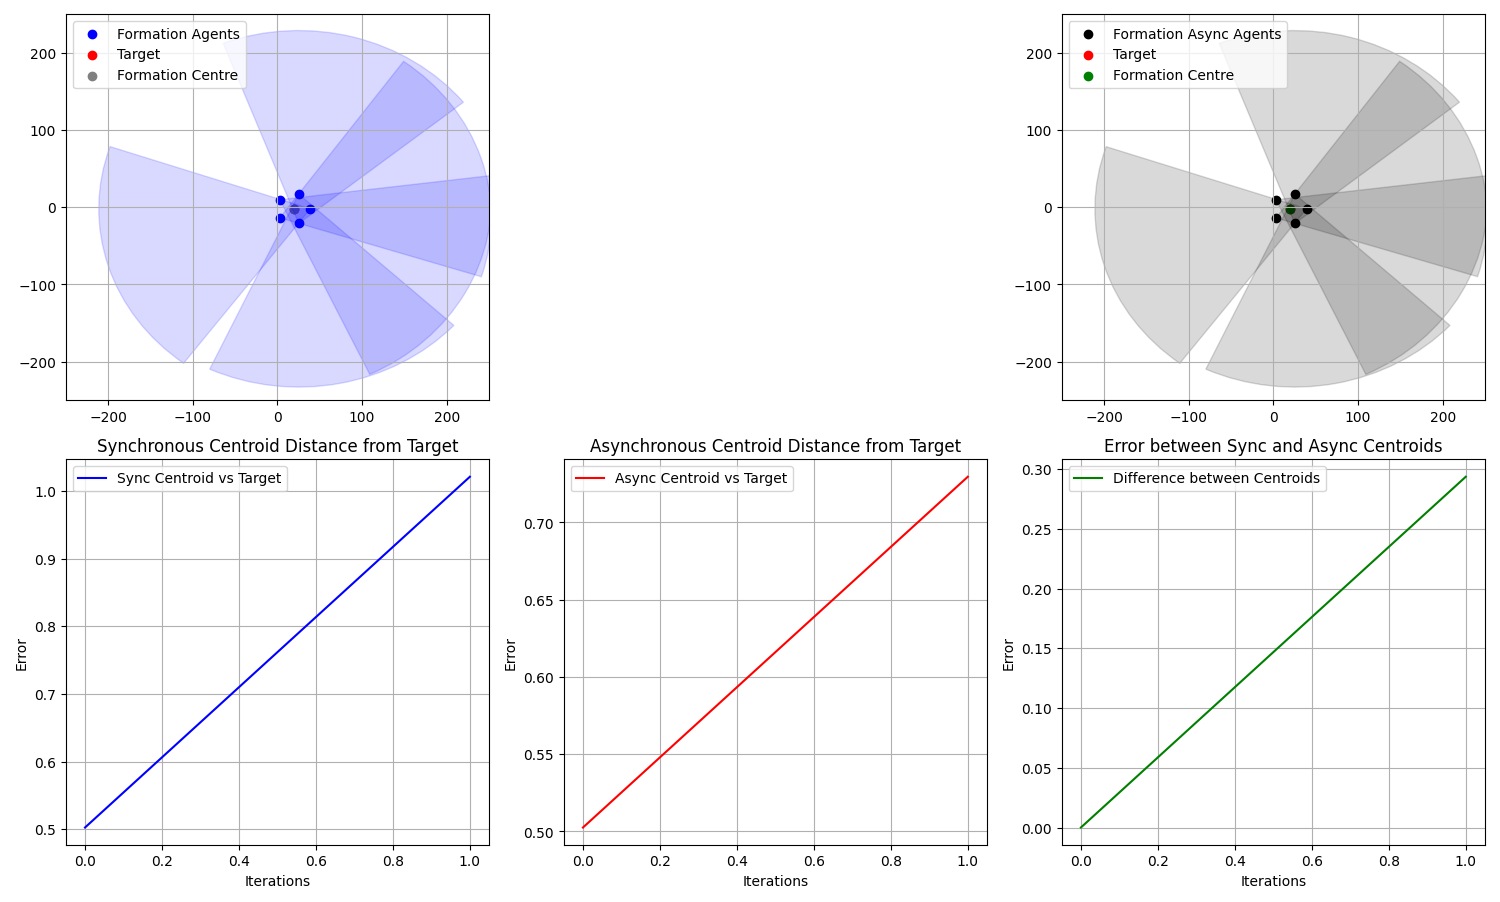 Formation Agents
Target
Formation Centre
200
100
0
−100
−200
−200 −100 0 100 200
Formation Async Agents
Target
Formation Centre
200
100
0
−100
−200
−200 −100 0 100 200
Synchronous Centroid Distance from Target
Sync Centroid vs Target
1.0
0.9
0.8
0.7
0.6
0.5
Error
0.0 0.2 0.4 0.6 0.8 1.0
Iterations
Asynchronous Centroid Distance from Target
Async Centroid vs Target
0.70
0.65
0.60
0.55
0.50
Error
0.0 0.2 0.4 0.6 0.8 1.0
Iterations
Error between Sync and Async Centroids
Difference between Centroids
0.30
0.25
0.20
0.15
0.10
0.05
0.00
Error
0.0 0.2 0.4 0.6 0.8 1.0
Iterations